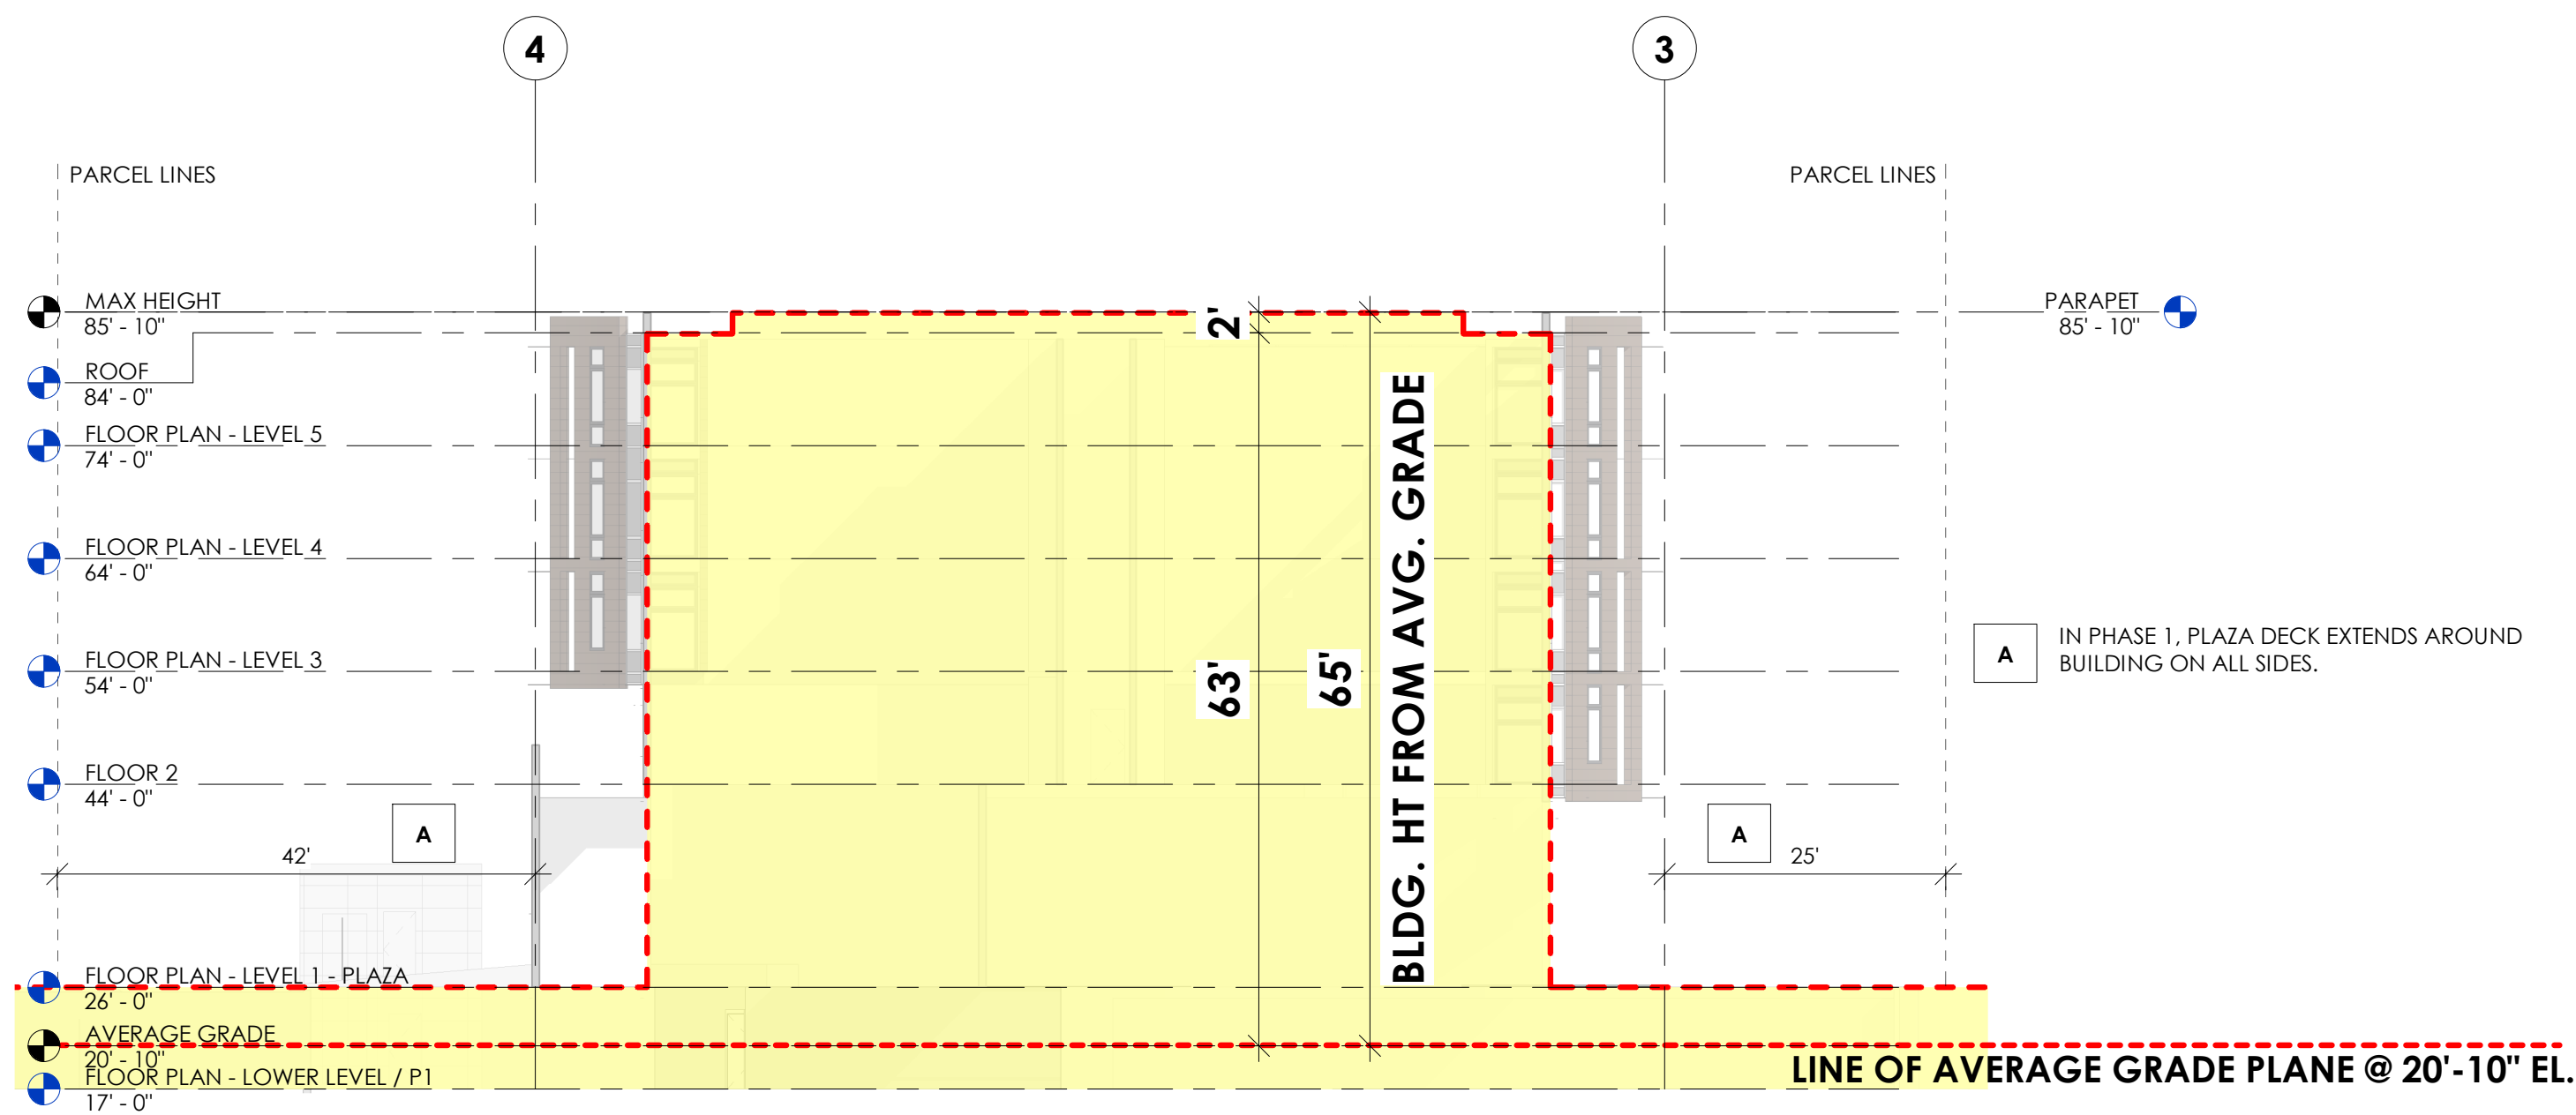 4
3
PARCEL LINES
PARCEL LINES
MAX HEIGHT
85' - 10"
PARAPET
85' - 10"
2'
ROOF
84' - 0"
FLOOR PLAN - LEVEL 5
74' - 0"
FLOOR PLAN - LEVEL 4
64' - 0"
FLOOR PLAN - LEVEL 3
54' - 0"
63'
65'
BLDG. HT FROM AVG. GRADE
A
IN PHASE 1, PLAZA DECK EXTENDS AROUND
BUILDING ON ALL SIDES.
FLOOR 2
44' - 0"
A
A
42'
25'
FLOOR PLAN - LEVEL 1 - PLAZA
26' - 0"
AVERAGE GRADE
20' - 10"
LINE OF AVERAGE GRADE PLANE @ 20'-10" EL.
FLOOR PLAN - LOWER LEVEL / P1
17' - 0"